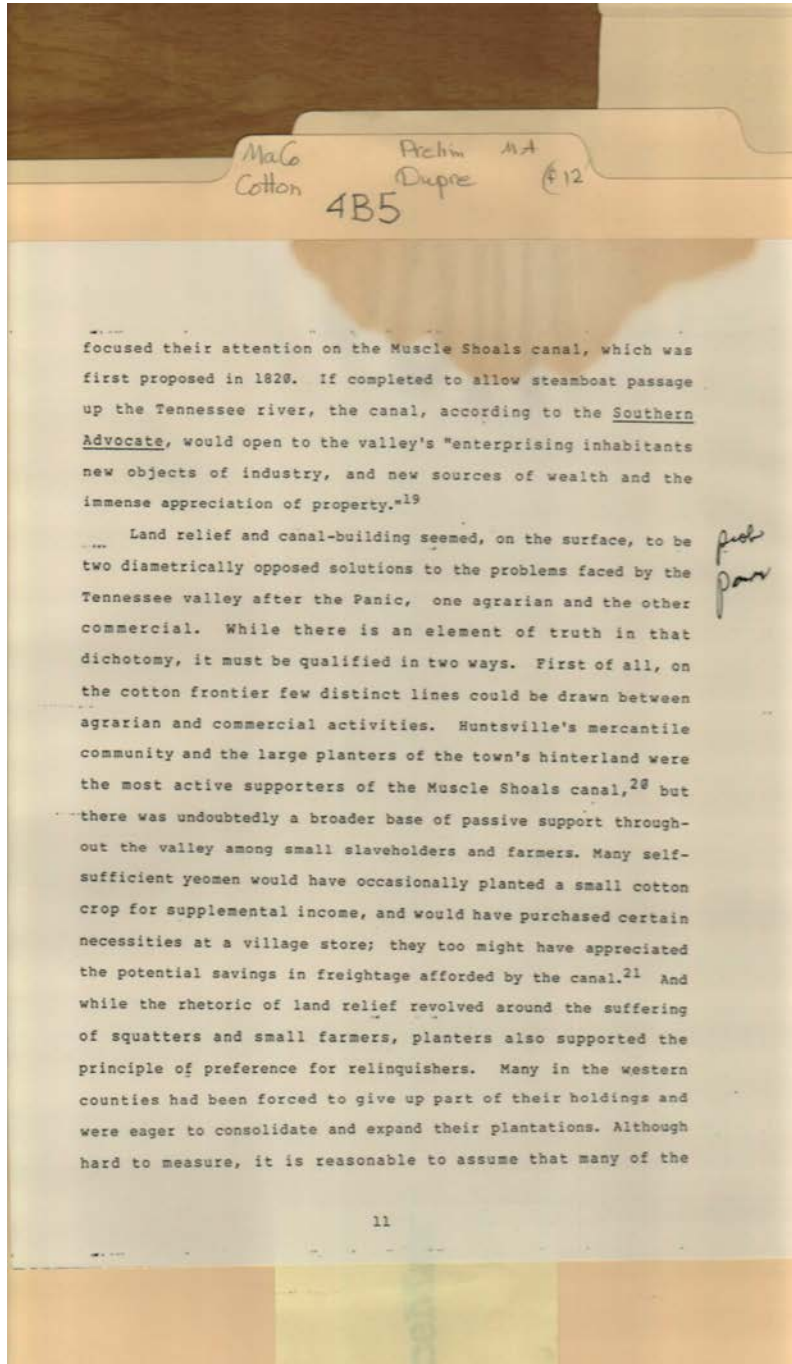 MaCo Prelim MA
Cotton Dupre (f 12
4B5
focused their attention on the Muscle Shoals canal, which was
first proposed in 1820. If completed to allow steamboat passage
up the Tennessee river, the canal, according to the Southern
Advocate, would open to the valley's "enterprising inhabitants
new objects of industry, and new sources of wealth and the
immense appreciation of property."19
Land relief and canal-building seemed, on the surface, to be
two diametrically opposed solutions to the problems faced by the
Tennessee valley after the Panic, one agrarian and the other
commercial. While there is an element of truth in that
dichotomy, it must be qualified in two ways. First of all, on
the cotton frontier few distinct lines could be drawn between
agrarian and commercial activities. Huntsville's mercantile
community and the large planters of the town's hinterland were
the most active supporters of the Muscle Shoals canal,20 but
there was undoubtedly a broader base of passive support through-
out the valley among small slaveholders and farmers. Many self-
sufficient yeomen would have occasionally planted a small cotton
crop for supplemental income, and would have purchased certain
necessities at a village store; they too might have appreciated
the potential savings in freightage afforded by the canal.21 And
while the rhetoric of land relief revolved around the suffering
of squatters and small farmers, planters also supported the
principle of preference for relinquishers. Many in the western
counties had been forced to give up part of their holdings and
were eager to consolidate and expand their plantations. Although
hard to measure, it is reasonable to assume that many of the
11